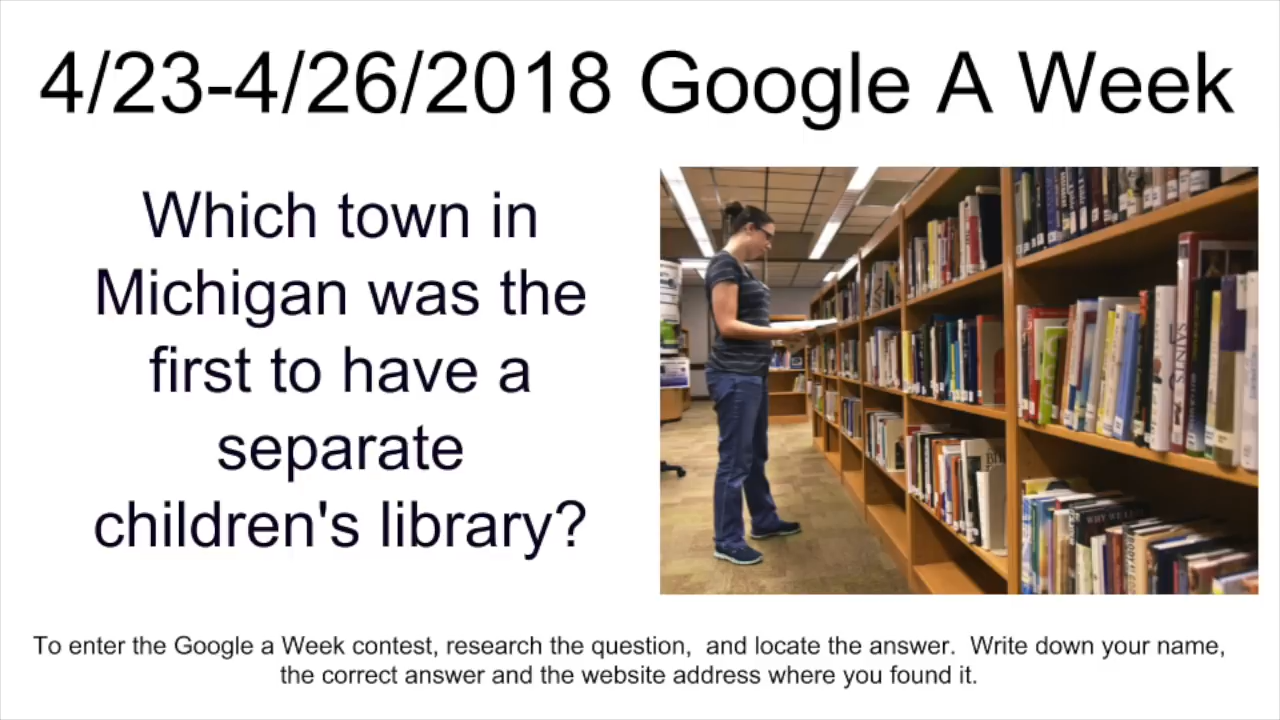 4/23-4/26/2018 Google A Week
Which town in
Michigan was the
first to have a
separate
children's library?
To enter the Google a Week contest, research the question,  and locate the answer.  Write down your name,
the correct answer and the website address where you found it.